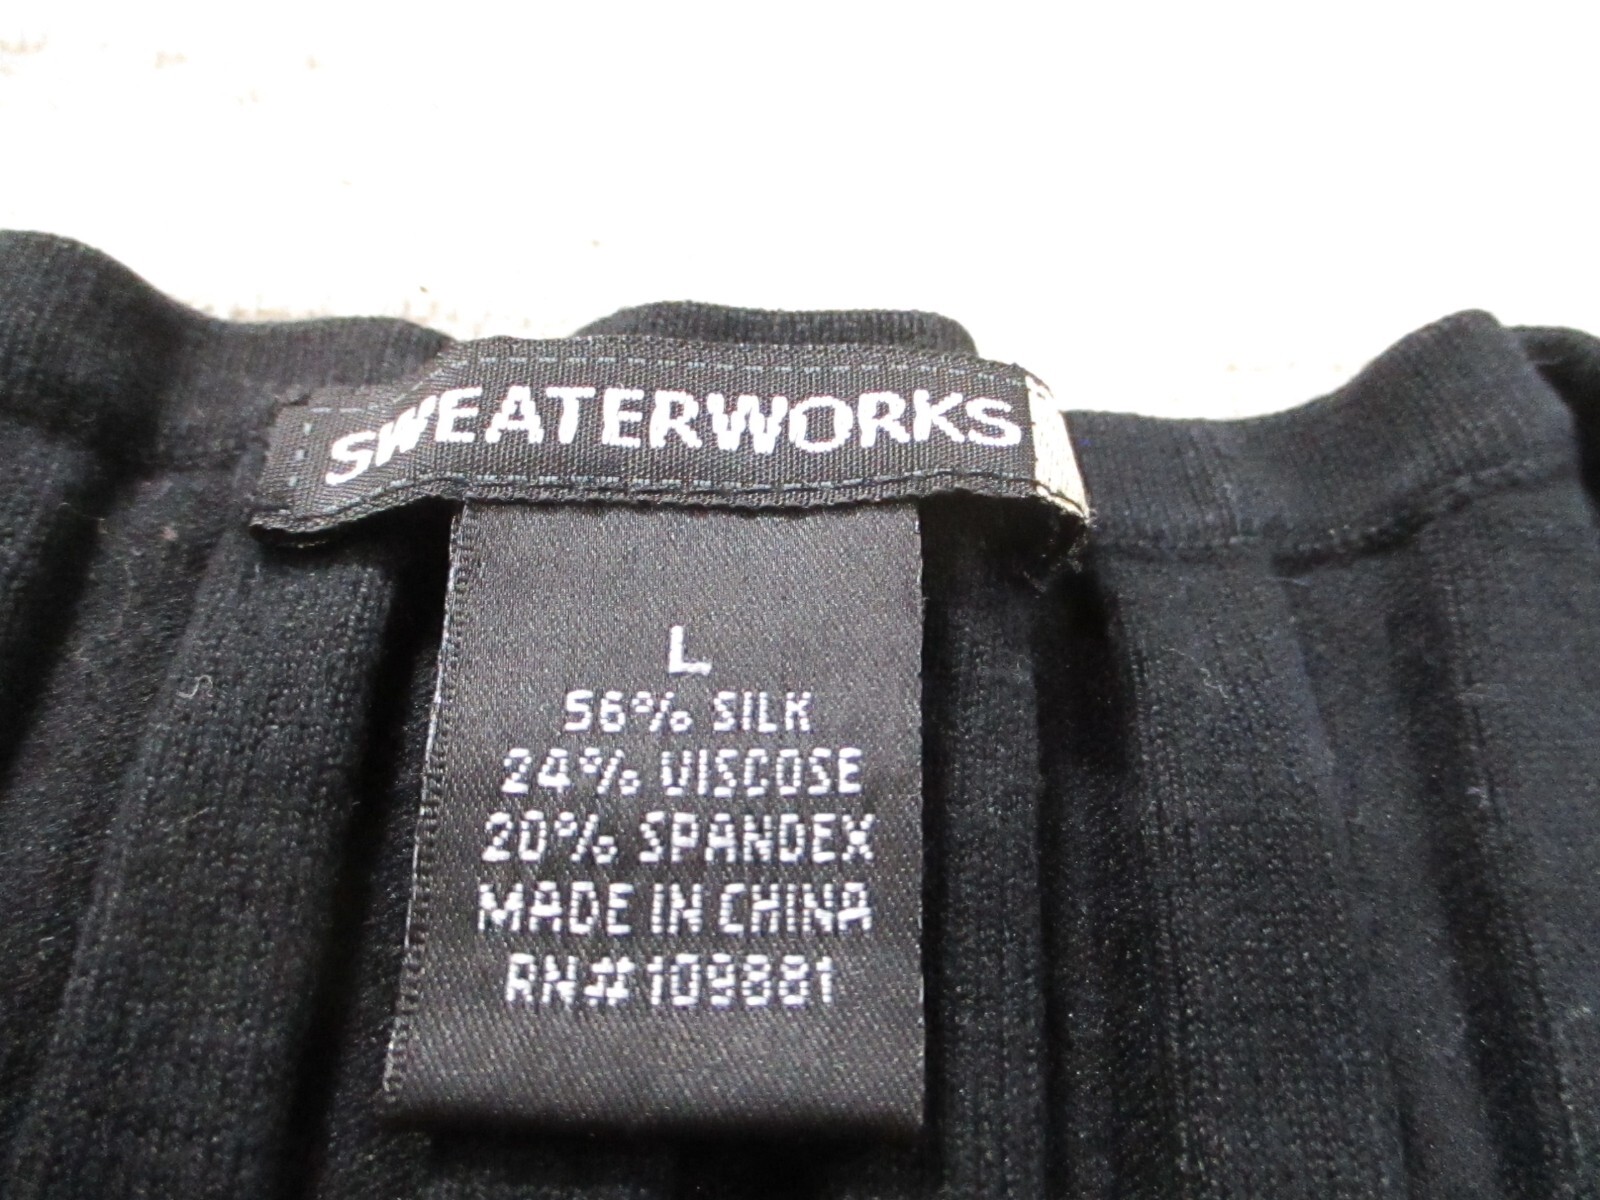 SWEATERWORKS
L
56% SILK
24% VISCOSE
20% SPANDEX
MADE IN CHINA
RN#109881